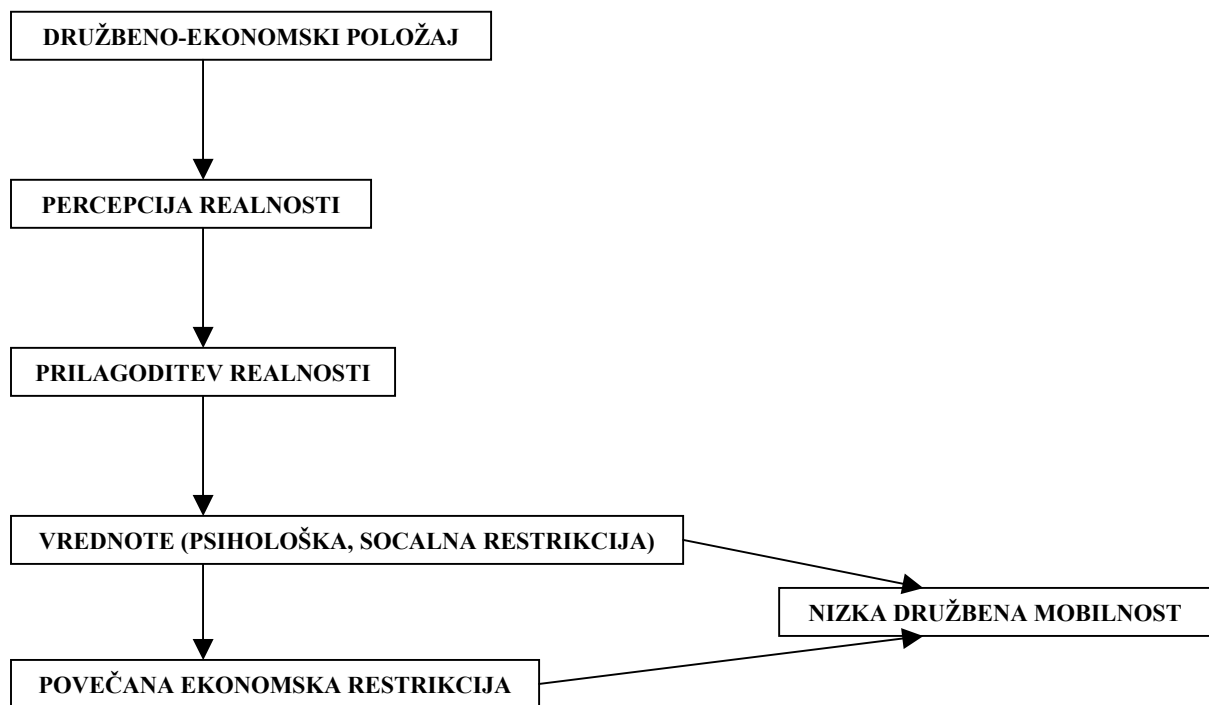 DRUŽBENO-EKONOMSKI POLOŽAJ
PERCEPCIJA REALNOSTI
PRILAGODITEV REALNOSTI
VREDNOTE (PSIHOLOŠKA, SOCALNA RESTRIKCIJA)
NIZKA DRUŽBENA MOBILNOST
POVEČANA EKONOMSKA RESTRIKCIJA